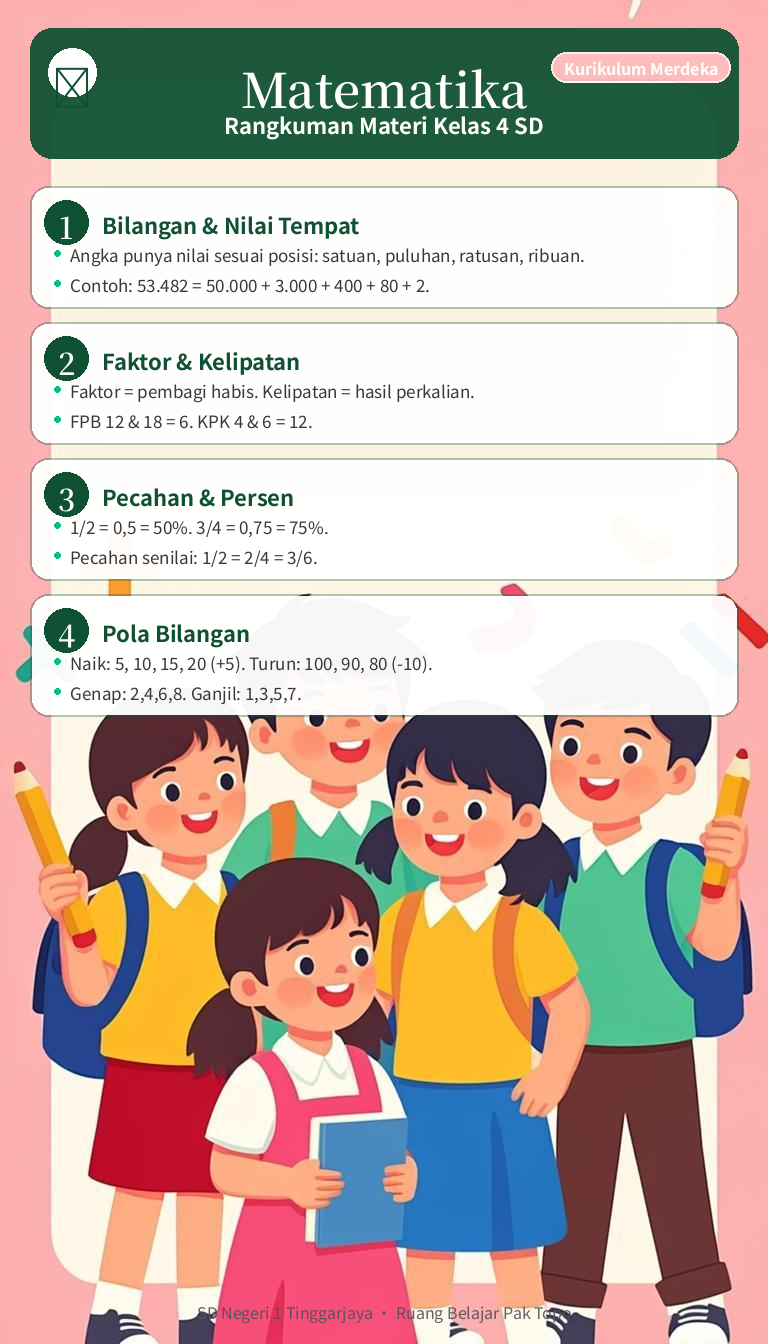 Matematika
Kurikulum Merdeka
Rangkuman Materi Kelas 4 SD
1 Bilangan & Nilai Tempat
• Angka punya nilai sesuai posisi: satuan, puluhan, ratusan, ribuan.
• Contoh: 53.482 = 50.000 + 3.000 + 400 + 80 + 2.
2 Faktor & Kelipatan
• Faktor = pembagi habis. Kelipatan = hasil perkalian.
• FPB 12 & 18 = 6. KPK 4 & 6 = 12.
3 Pecahan & Persen
• 1/2 = 0,5 = 50%. 3/4 = 0,75 = 75%.
• Pecahan senilai: 1/2 = 2/4 = 3/6.
4 Pola Bilangan
• Naik: 5, 10, 15, 20 (+5). Turun: 100, 90, 80 (-10).
• Genap: 2,4,6,8. Ganjil: 1,3,5,7.
SD Negeri 1 Tinggarjaya • Ruang Belajar Pak